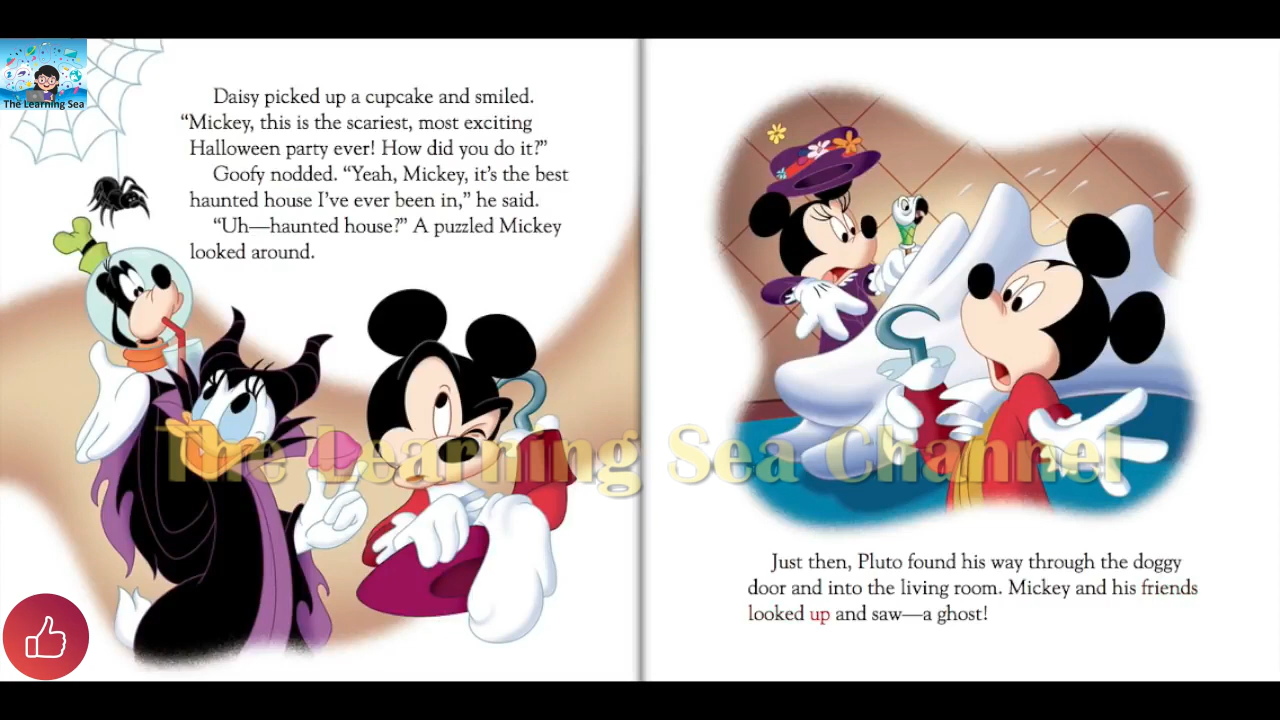 The Learning Sea
Daisy picked up a cupcake and smiled.
“Mickey, this is the scariest, most exciting
Halloween party ever! How did you do it?”
Goofy nodded. “Yeah, Mickey, it’s the best
haunted house I’ve ever been in,” he said.
“Uh—haunted house?” A puzzled Mickey
looked around.
The Learning Sea Channel
Just then, Pluto found his way through the doggy
door and into the living room. Mickey and his friends
looked up and saw—a ghost!